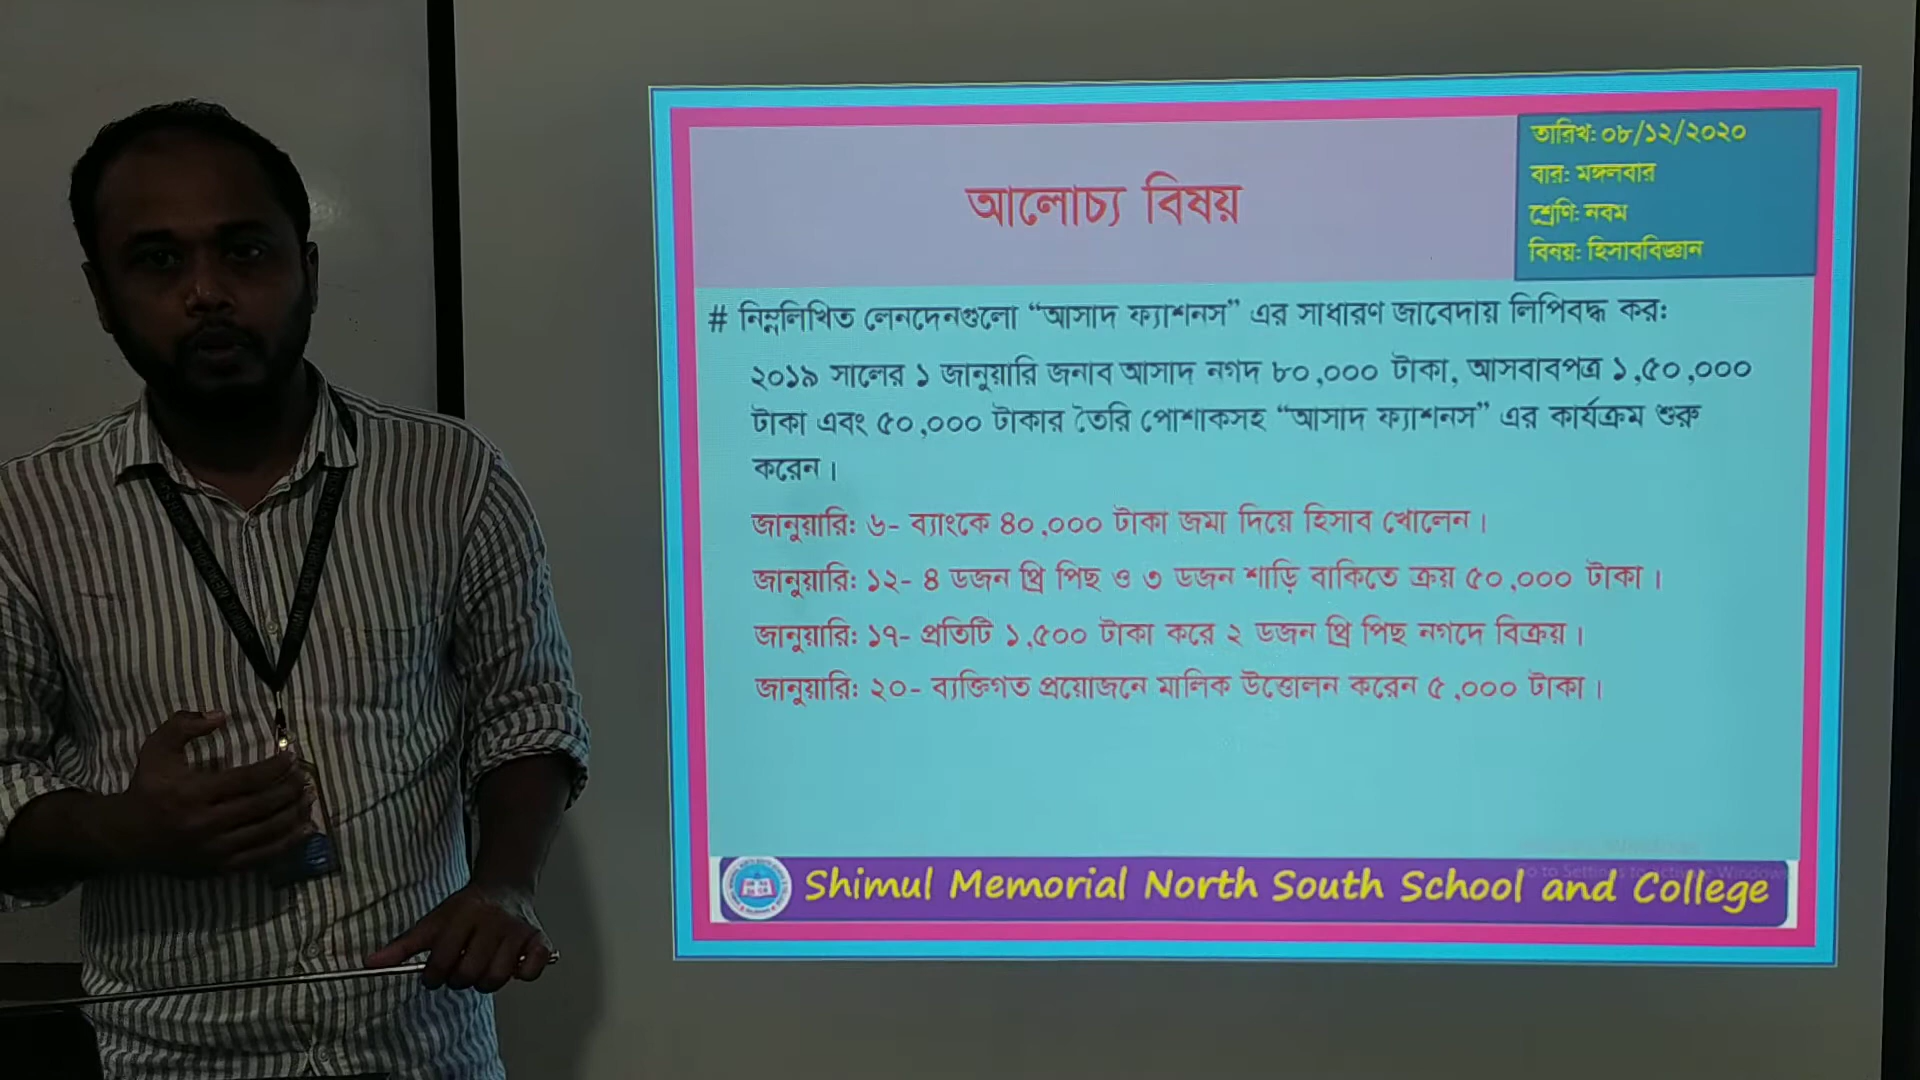 তারিখ: ০৮/১২/২০২০
বার: মঙ্গলবার
শ্রেণি: নবম
বিষয়: হিসাববিজ্ঞান
আলোচ্য বিষয়
# নিম্নলিখিত লেনদেনগুলো “আসাদ ফ্যাশনস” এর সাধারণ জাবেদায় লিপিবদ্ধ কর:
২০১৯ সালের ১ জানুয়ারি জনাব আসাদ নগদ ৮০,০০০ টাকা, আসবাবপত্র ১,৫০,০০০
টাকা এবং ৫০,০০০ টাকার তৈরি পোশাকসহ “আসাদ ফ্যাশনস” এর কার্যক্রম শুরু
করেন।
জানুয়ারি: ৬- ব্যাংকে ৪০,০০০ টাকা জমা দিয়ে হিসাব খোলেন।
জানুয়ারি: ১২- ৪ ডজন থ্রি পিছ ও ৩ ডজন শাড়ি বাকিতে ক্রয় ৫০,০০০ টাকা।
জানুয়ারি: ১৭- প্রতিটি ১,৫০০ টাকা করে ২ ডজন থ্রি পিছ নগদে বিক্রয়।
জানুয়ারি: ২০- ব্যক্তিগত প্রয়োজনে মালিক উত্তোলন করেন ৫,০০০ টাকা।
Shimul Memorial North South School and College